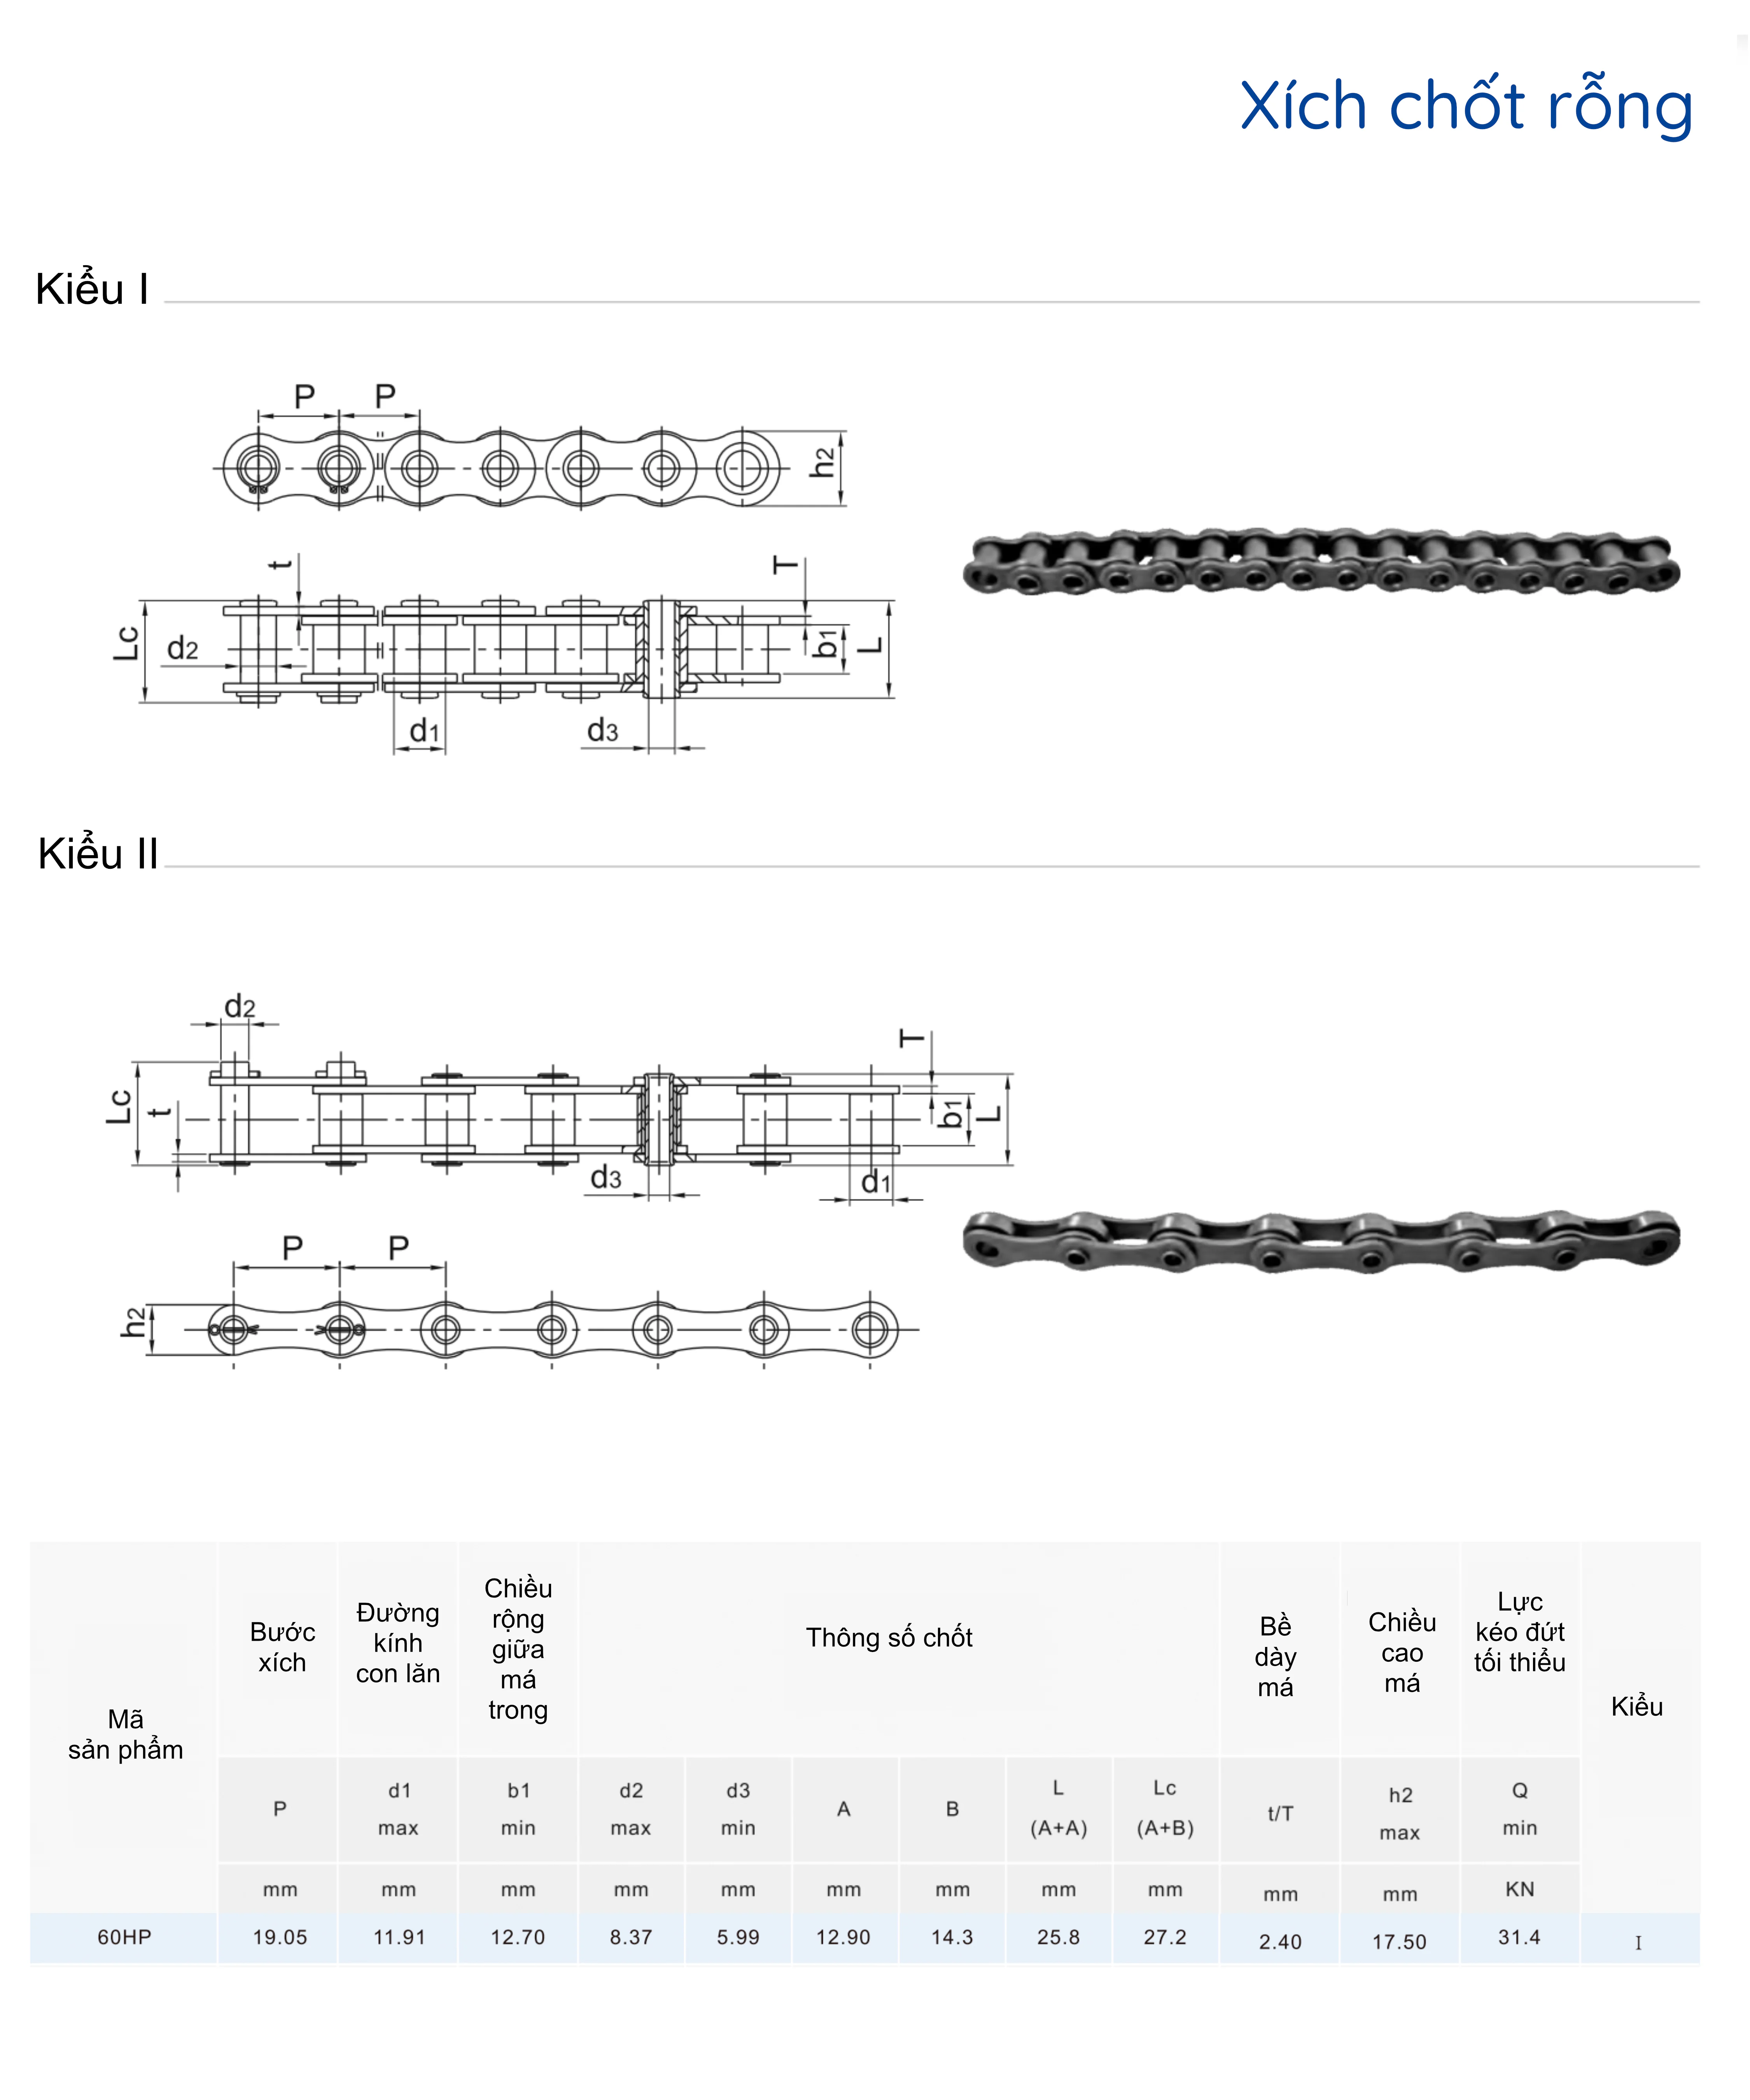 Xích chốt rỗng
Kiểu I
P P
h2
t
T
Lc
d2
b1
L
d1
d3
Kiểu II
d2
T
Lc
t
b1
L
d3
d1
P P
h2
Mã
sản phẩm
Bước
xích
Đường
kính
con lăn
Chiều
rộng
giữa
má
trong
Thông số chốt
Bề
dày
má
Chiều
cao
má
Lực
kéo đứt
tối thiểu
Kiểu
P
d1
max
b1
min
d2
max
d3
min
A
B
L
(A+A)
Lc
(A+B)
t/T
h2
max
Q
min
mm mm mm mm mm mm mm mm mm mm mm KN
60HP 19.05 11.91 12.70 8.37 5.99 12.90 14.3 25.8 27.2 2.40 17.50 31.4 I